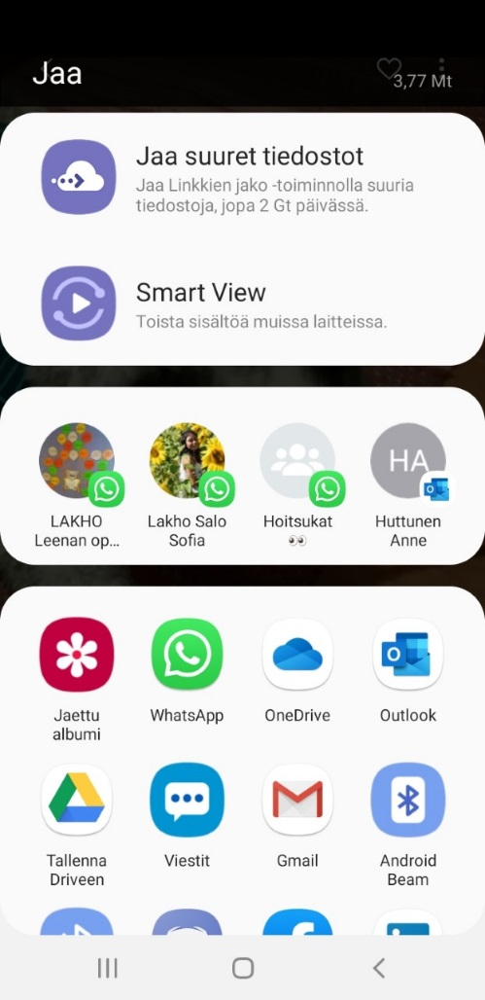 Jaa
3,77 Mt
Jaa suuret tiedostot
Jaa Linkkien jako -toiminnolla suuria
tiedostoja, jopa 2 Gt päivässä.
Smart View
Toista sisältöä muissa laitteissa.
LAKHO
Leenan op...
Lakho Salo
Sofia
Hoitsukat
👀
HA
Huttunen
Anne
Jaettu
albumi
WhatsApp
OneDrive
Outlook
Tallenna
Driveen
Viestit
Gmail
Android
Beam